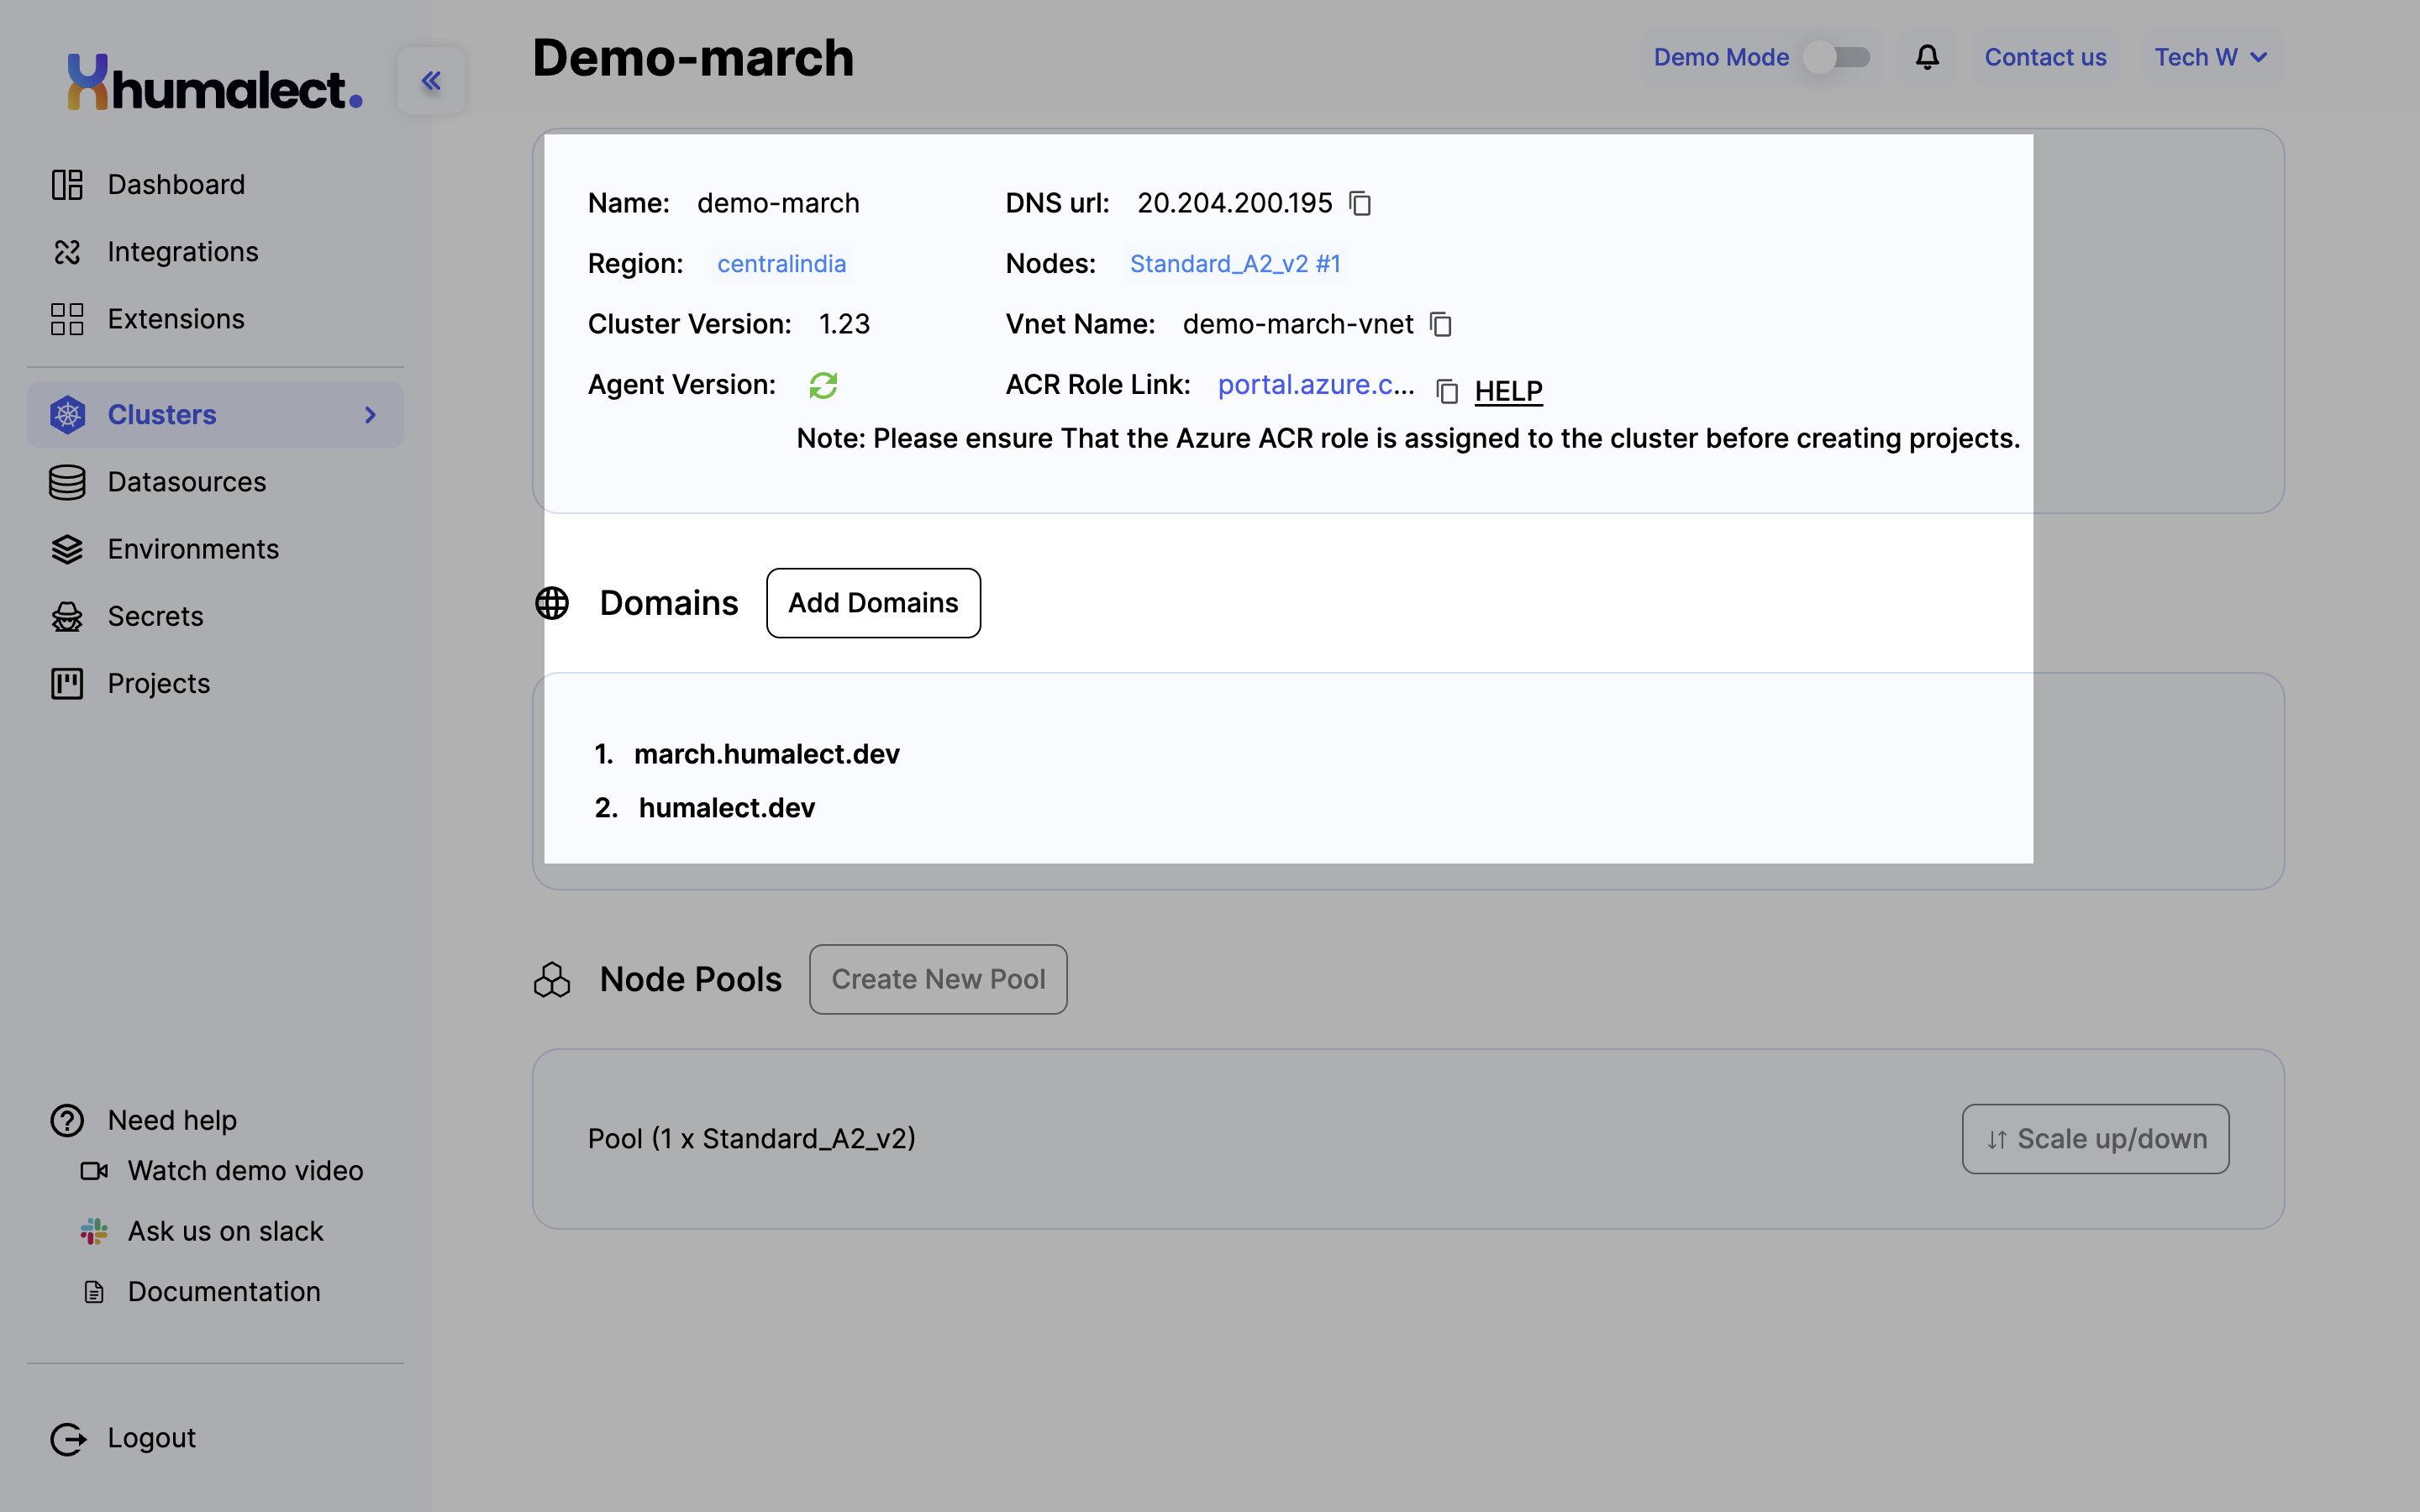 humalect.
Demo-march
Demo Mode
Contact us
Tech W
Dashboard
Integrations
Extensions
Clusters
Datasources
Environments
Secrets
Projects
Need help
Watch demo video
Ask us on slack
Documentation
Logout
Name: demo-march
DNS url: 20.204.200.195
Region: centralindia
Nodes: Standard_A2_v2 #1
Cluster Version: 1.23
Vnet Name: demo-march-vnet
Agent Version:
ACR Role Link: portal.azure.c... HELP
Note: Please ensure That the Azure ACR role is assigned to the cluster before creating projects.
Domains
Add Domains
1. march.humalect.dev
2. humalect.dev
Node Pools
Create New Pool
Pool (1 x Standard_A2_v2)
Scale up/down